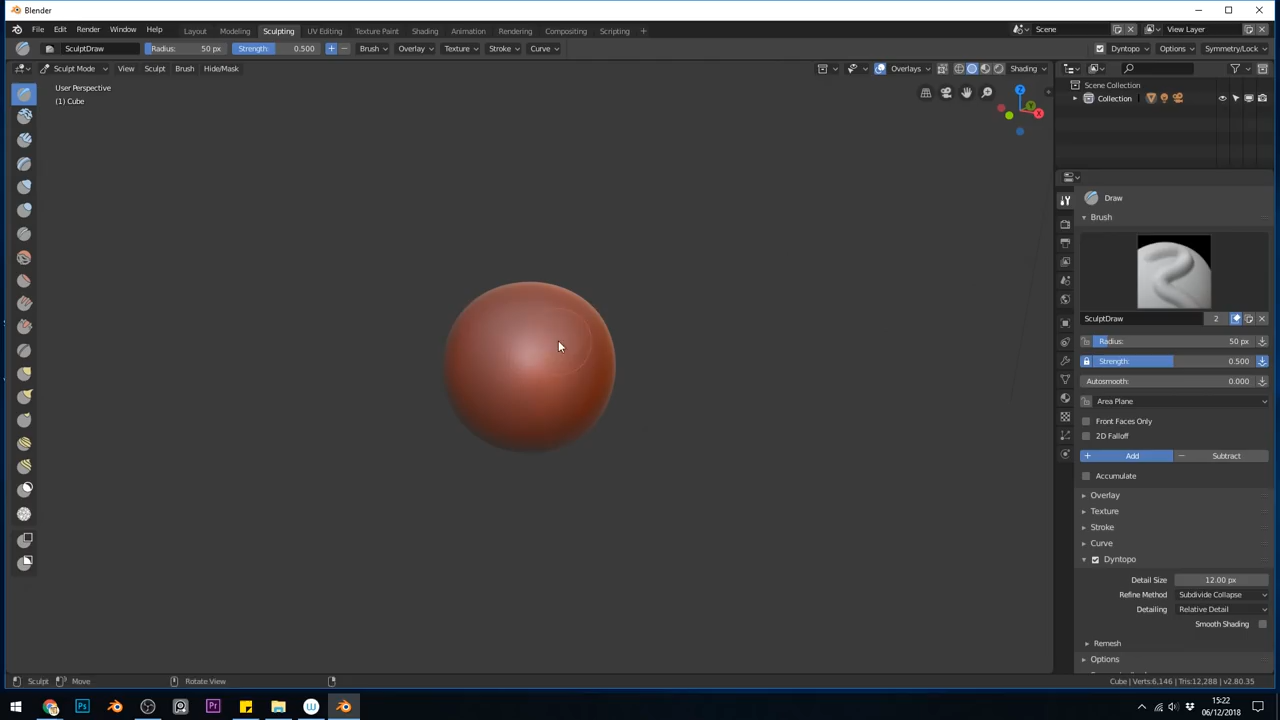 Blender
File Edit Render Window Help Layout Modeling Sculpting UV Editing Texture Paint Shading Animation Rendering Compositing Scripting + Scene View Layer
SculptDraw Radius: 50 px Strength: 0.500 Brush Overlay Texture Stroke Curve Dyntopo Options Symmetry/Lock
Sculpt Mode View Sculpt Brush Hide/Mask Overlays Shading
User Perspective
(1) Cube
Z
Y
X
Scene Collection
Collection
Draw
Brush
SculptDraw 2
Radius: 50 px
Strength: 0.500
Autosmooth: 0.000
Area Plane
Front Faces Only
2D Falloff
Add Subtract
Accumulate
Overlay
Texture
Stroke
Curve
Dyntopo
Detail Size 12.00 px
Refine Method Subdivide Collapse
Detailing Relative Detail
Smooth Shading
Remesh
Options
Sculpt Move Rotate View Cube | Verts:6,146 | Tris:12,288 | v2.80.35
Ps Pr W
15:22
06/12/2018